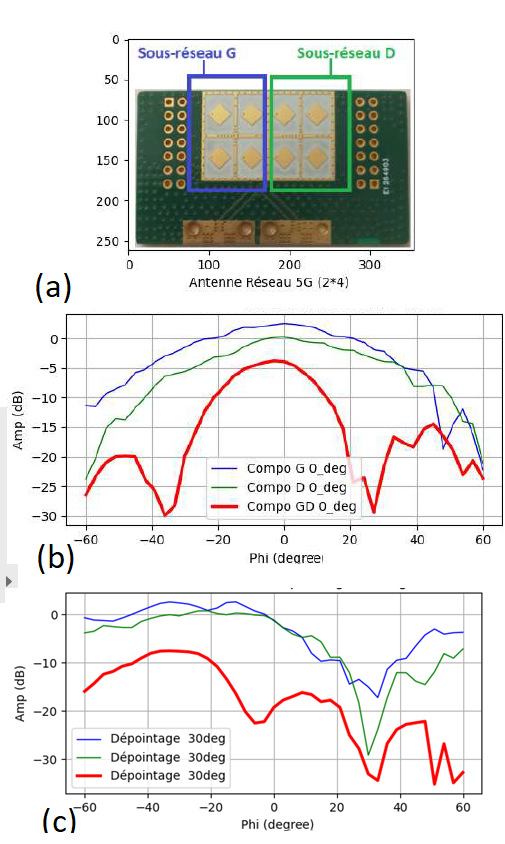 0
Sous-réseau G Sous-réseau D
50
100
150
200
250
E1264903
0 100 200 300
Antenne Réseau 5G (2*4)
(a)
Amp (dB)
0
−5
−10
−15
−20
−25
−30
Compo G 0_deg
Compo D 0_deg
Compo GD 0_deg
−60 −40 −20 0 20 40 60
Phi (degree)
(b)
Amp (dB)
0
−10
−20
−30
Dépointage 30deg
Dépointage 30deg
Dépointage 30deg
−60 −40 −20 0 20 40 60
Phi (degree)
(c)